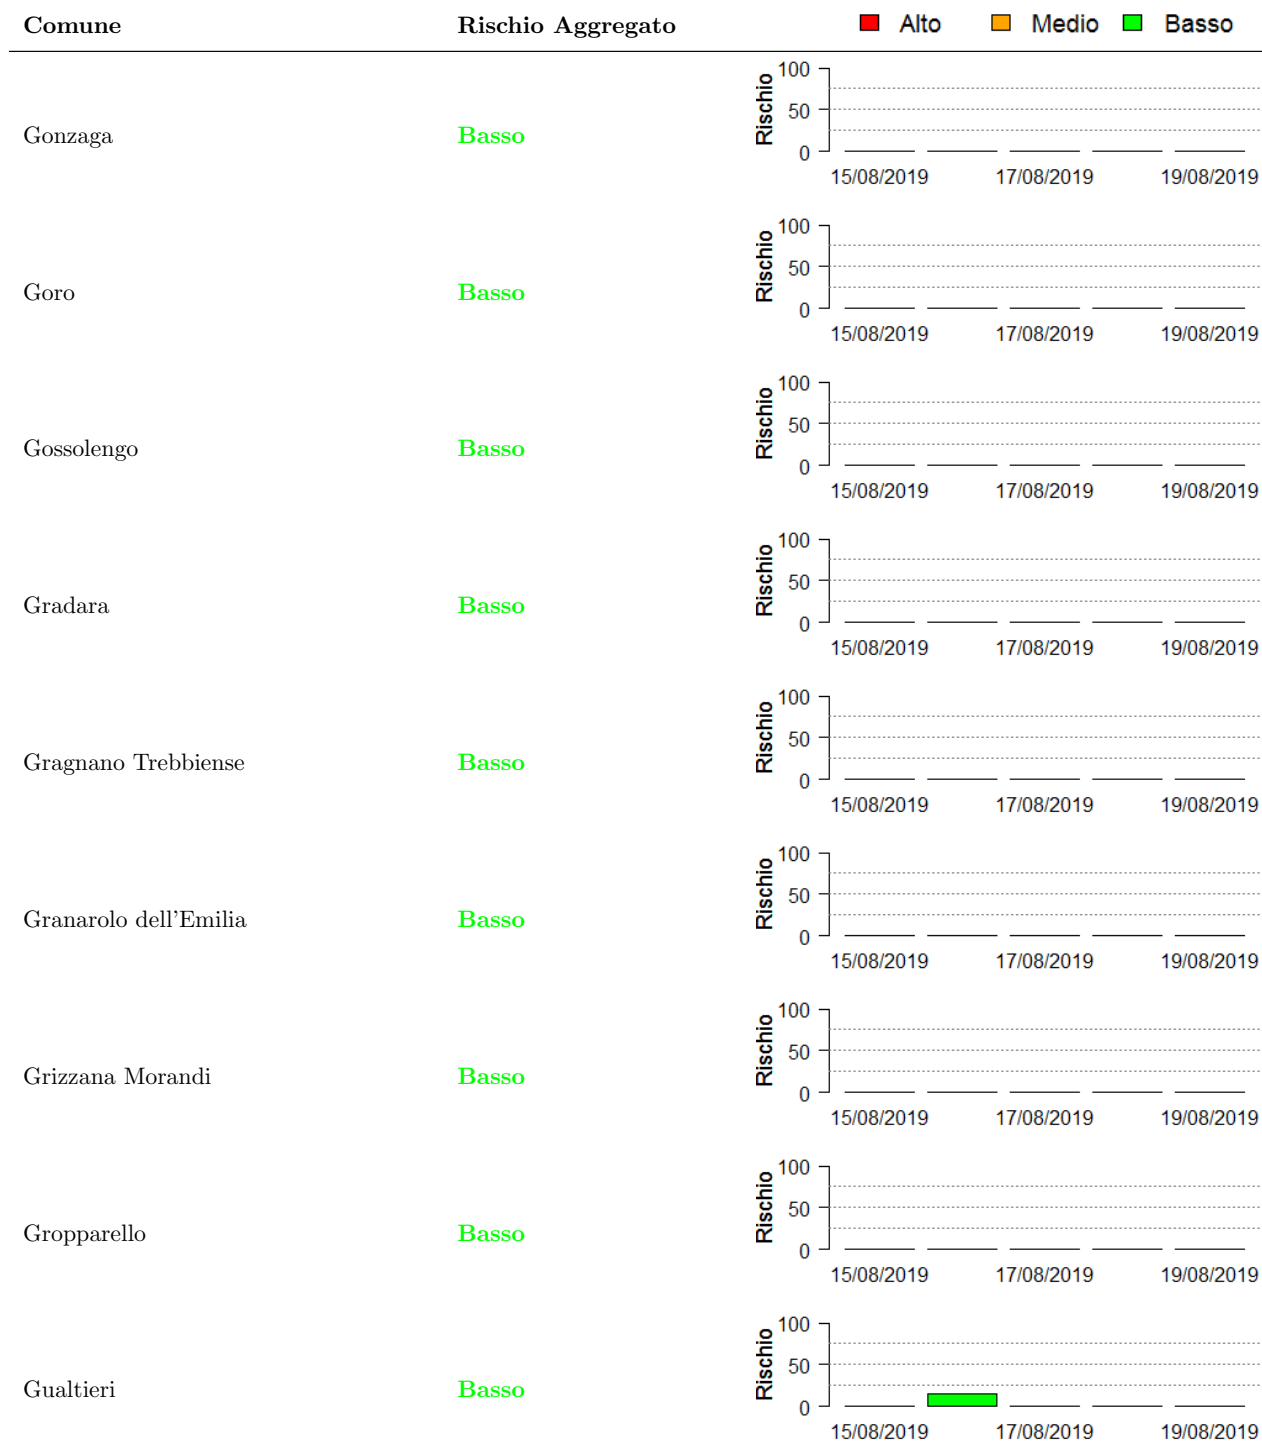 Comune Rischio Aggregato Alto Medio Basso
Gonzaga Basso
Rischio
100
50
0
15/08/2019 17/08/2019 19/08/2019
Goro Basso
Rischio
100
50
0
15/08/2019 17/08/2019 19/08/2019
Gossolengo Basso
Rischio
100
50
0
15/08/2019 17/08/2019 19/08/2019
Gradara Basso
Rischio
100
50
0
15/08/2019 17/08/2019 19/08/2019
Gragnano Trebbiense Basso
Rischio
100
50
0
15/08/2019 17/08/2019 19/08/2019
Granarolo dell'Emilia Basso
Rischio
100
50
0
15/08/2019 17/08/2019 19/08/2019
Grizzana Morandi Basso
Rischio
100
50
0
15/08/2019 17/08/2019 19/08/2019
Gropparello Basso
Rischio
100
50
0
15/08/2019 17/08/2019 19/08/2019
Gualtieri Basso
Rischio
100
50
0
15/08/2019 17/08/2019 19/08/2019